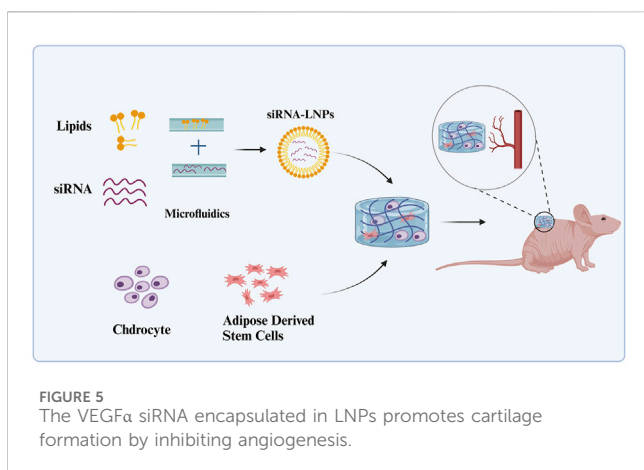 Lipids
siRNA-LNPs
siRNA
Microfluidics
Chdrocyte
Adipose Derived
Stem Cells
FIGURE 5
The VEGFα siRNA encapsulated in LNPs promotes cartilage
formation by inhibiting angiogenesis.